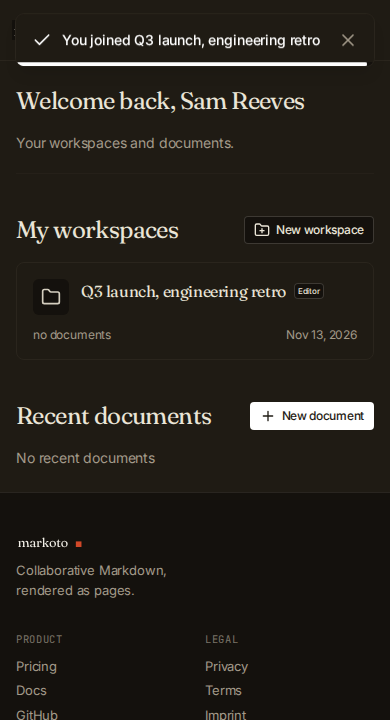 You joined Q3 launch, engineering retro
Welcome back, Sam Reeves
Your workspaces and documents.
My workspaces
New workspace
Q3 launch, engineering retro
Editor
no documents
Nov 13, 2026
Recent documents
New document
No recent documents
markoto
Collaborative Markdown,
rendered as pages.
PRODUCT
LEGAL
Pricing
Privacy
Docs
Terms
GitHub
Imprint